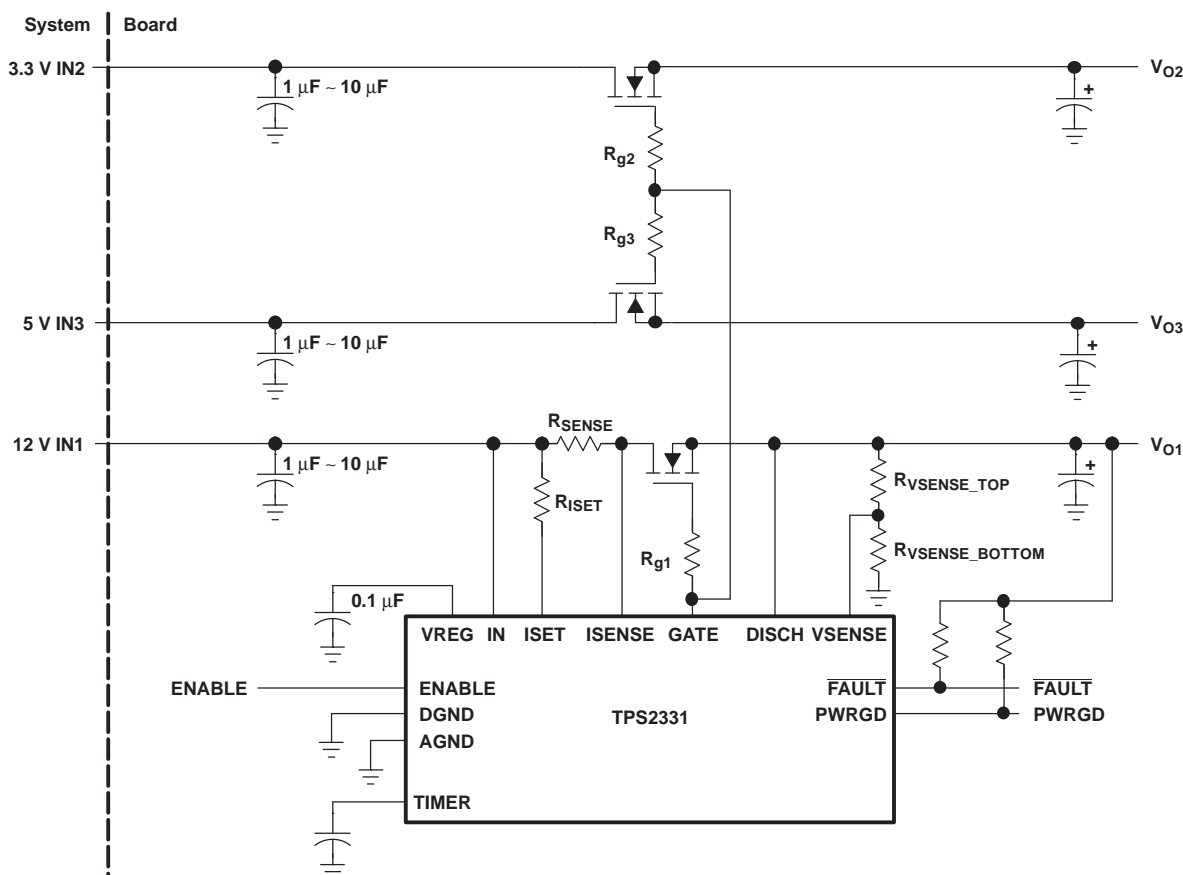 System Board
3.3 V IN2
1 μF ~ 10 μF
+
VO2
Rg2
Rg3
5 V IN3
1 μF ~ 10 μF
+
VO3
RSENSE
12 V IN1
1 μF ~ 10 μF
+
VO1
RISET
RVSENSE_TOP
Rg1
RVSENSE_BOTTOM
0.1 μF
VREG IN ISET ISENSE GATE DISCH VSENSE
ENABLE ENABLE FAULT FAULT
DGND TPS2331 PWRGD PWRGD
AGND
TIMER